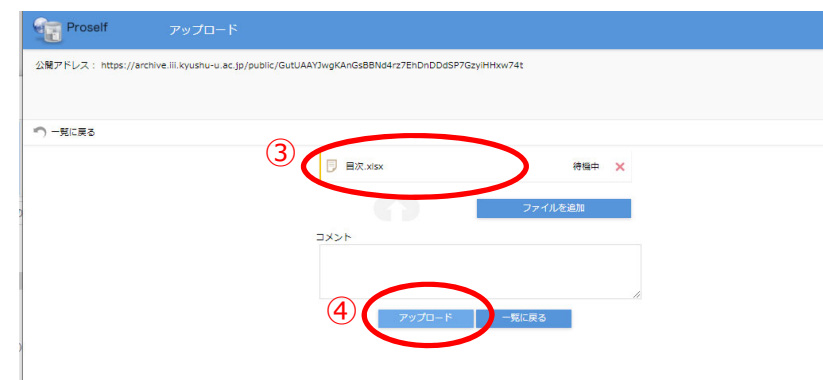 Proself アップロード
公開アドレス： https://archive.iii.kyushu-u.ac.jp/public/GutUAAYJwgKAnGsBBNd4rz7EhDnDDdSP7GzyiHHxw74t
一覧に戻る
③
目次.xlsx 待機中
ファイルを追加
コメント
④
アップロード 一覧に戻る